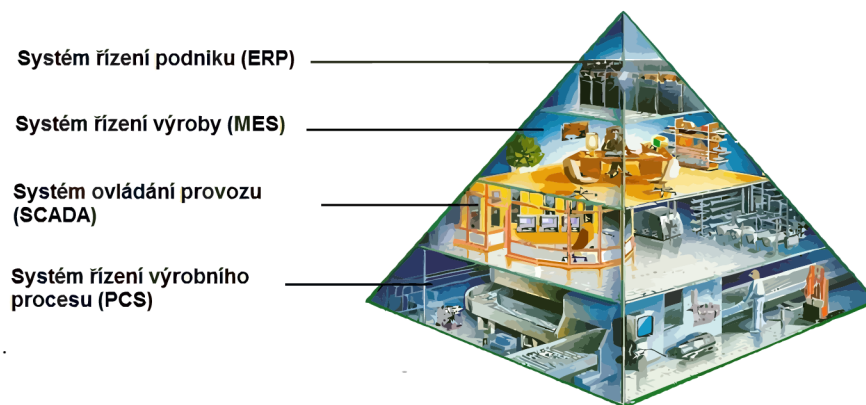 Systém řízení podniku (ERP)
Systém řízení výroby (MES)
Systém ovládání provozu
(SCADA)
Systém řízení výrobního
procesu (PCS)
.